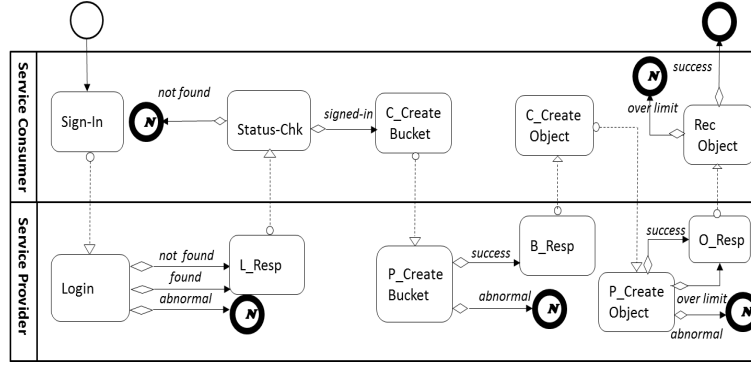 Service Consumer
Sign-In
not found
N
Status-Chk
signed-in
C_Create
Bucket
C_Create
Object
N
over limit
success
Rec
Object
Service Provider
Login
not found
found
abnormal
L_Resp
N
P_Create
Bucket
success
abnormal
B_Resp
N
P_Create
Object
success
over limit
abnormal
O_Resp
N